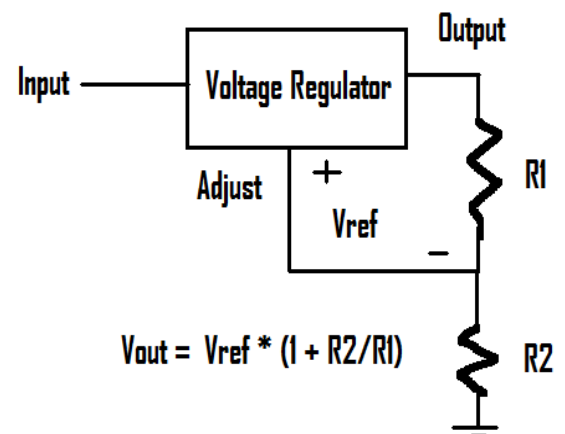 Output
Input
Voltage Regulator
Adjust
+
R1
Vref
−
Vout = Vref * (1 + R2/R1)
R2